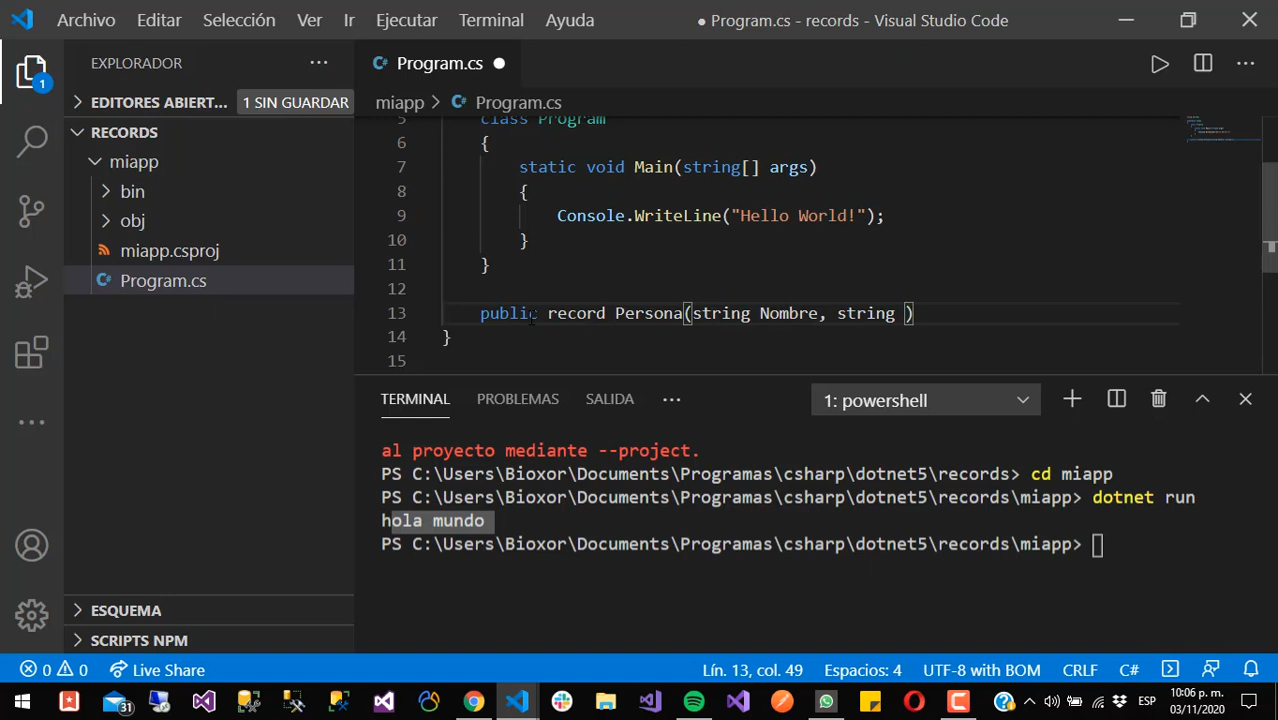 Archivo Editar Selección Ver Ir Ejecutar Terminal Ayuda ● Program.cs - records - Visual Studio Code
EXPLORADOR ···
C# Program.cs ●
EDITORES ABIERT... 1 SIN GUARDAR
miapp > C# Program.cs
RECORDS
miapp
bin
obj
miapp.csproj
C# Program.cs
5 class Program
6 {
7 static void Main(string[] args)
8 {
9 Console.WriteLine("Hello World!");
10 }
11 }
12
13 public record Persona(string Nombre, string )
14 }
15
TERMINAL PROBLEMAS SALIDA ··· 1: powershell
al proyecto mediante --project.
PS C:\Users\Bioxor\Documents\Programas\csharp\dotnet5\records> cd miapp
PS C:\Users\Bioxor\Documents\Programas\csharp\dotnet5\records\miapp> dotnet run
hola mundo
PS C:\Users\Bioxor\Documents\Programas\csharp\dotnet5\records\miapp>
1
ESQUEMA
SCRIPTS NPM
0 0 Live Share Lín. 13, col. 49 Espacios: 4 UTF-8 with BOM CRLF C#
31 ESP 10:06 p. m.
03/11/2020